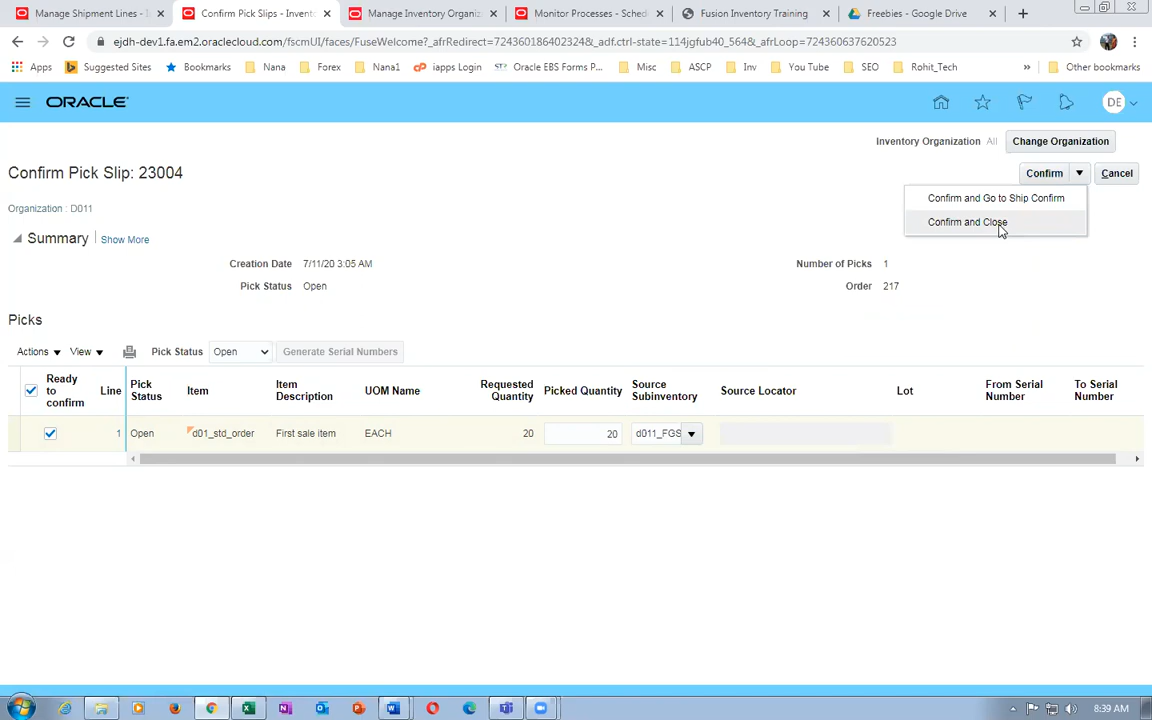 Manage Shipment Lines - I
Confirm Pick Slips - Invento
Manage Inventory Organiz
Monitor Processes - Sched
Fusion Inventory Training
Freebies - Google Drive
ejdh-dev1.fa.em2.oraclecloud.com/fscmUI/faces/FuseWelcome?_afrRedirect=724360186402324&_adf.ctrl-state=114jgfub40_564&_afrLoop=724360637620523
Apps Suggested Sites Bookmarks Nana Forex Nana1 iapps Login Oracle EBS Forms P... Misc ASCP Inv You Tube SEO Rohit_Tech » Other bookmarks
ORACLE
DE
Inventory Organization All Change Organization
Confirm Pick Slip: 23004
Confirm Cancel
Confirm and Go to Ship Confirm
Confirm and Close
Organization : D011
Summary Show More
Creation Date 7/11/20 3:05 AM
Number of Picks 1
Pick Status Open
Order 217
Picks
Actions View Pick Status Open Generate Serial Numbers
Ready to confirm Line Pick Status Item Item Description UOM Name Requested Quantity Picked Quantity Source Subinventory Source Locator Lot From Serial Number To Serial Number
1 Open d01_std_order First sale item EACH 20 20 d011_FGS
8:39 AM